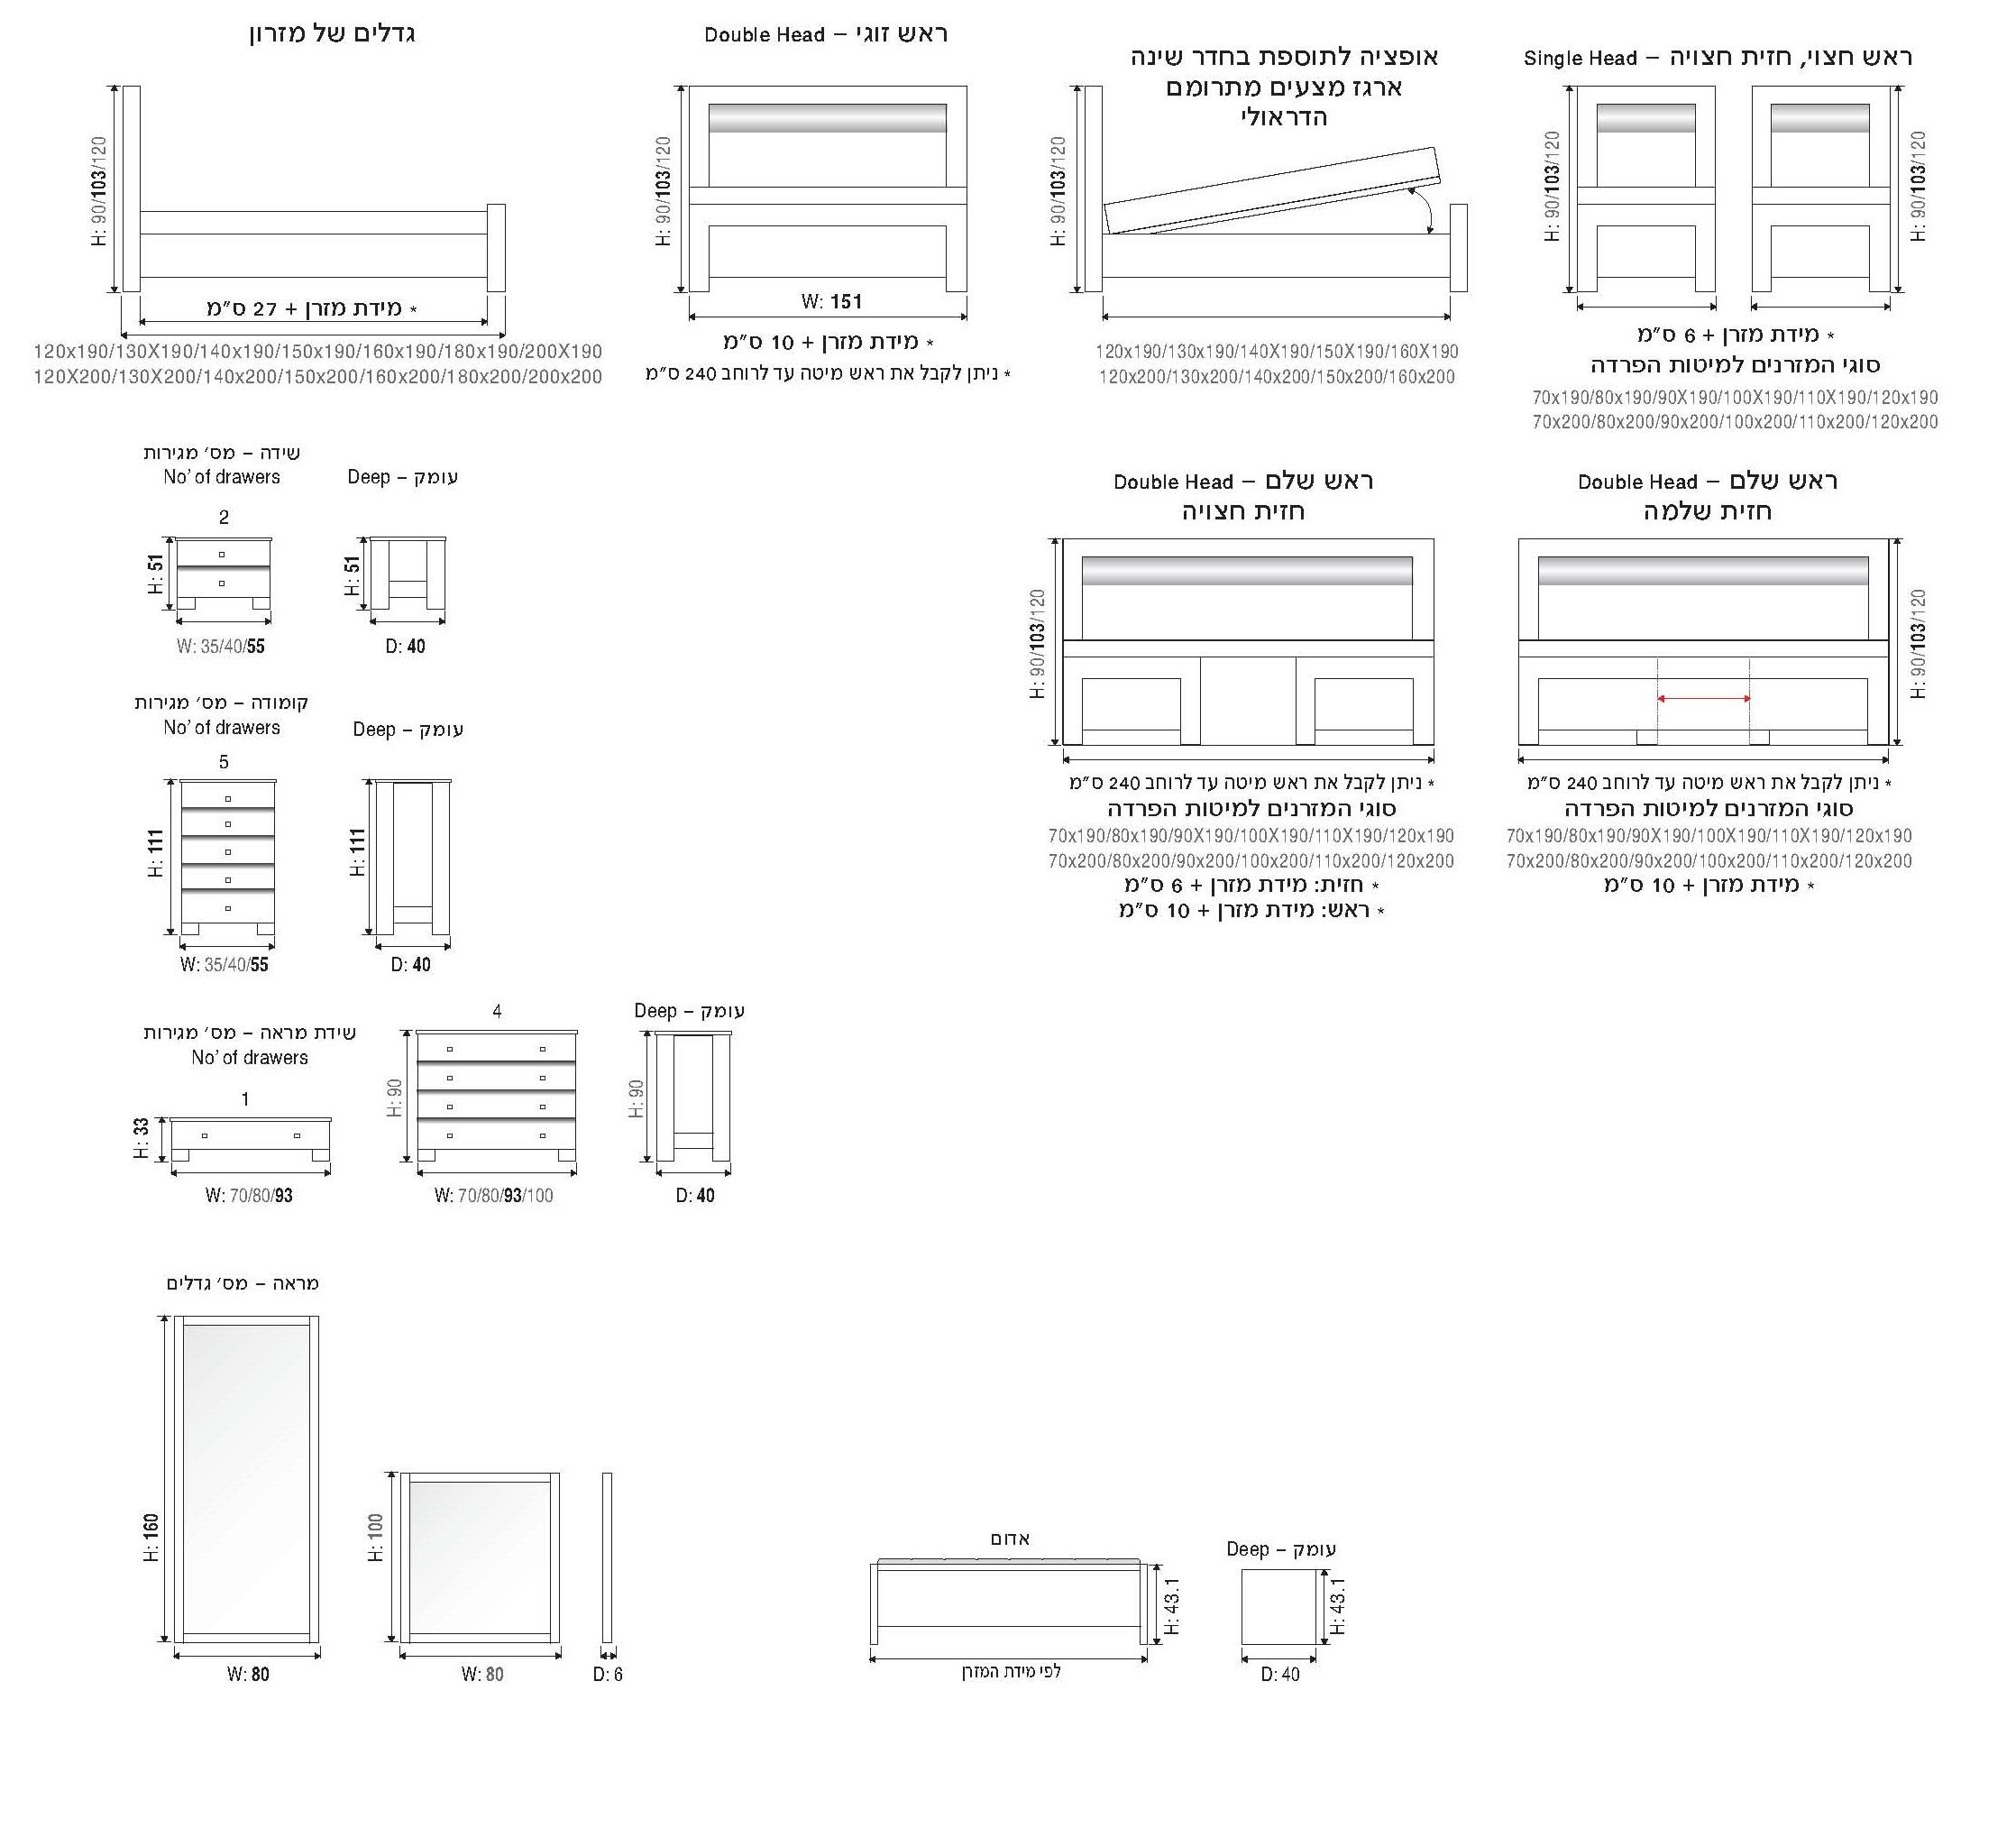 גדלים של מזרון
H: 90/103/120
* מידת מזרן + 27 ס"מ
120x190/130X190/140x190/150x190/160x190/180x190/200X190
120X200/130X200/140x200/150x200/160x200/180x200/200x200
ראש זוגי – Double Head
H: 90/103/120
W: 151
* מידת מזרן + 10 ס"מ
* ניתן לקבל את ראש מיטה עד לרוחב 240 ס"מ
אופציה לתוספת בחדר שינה
ארגז מצעים מתרומם
הדראולי
H: 90/103/120
120x190/130x190/140X190/150X190/160X190
120x200/130x200/140x200/150x200/160x200
ראש חצוי, חזית חצויה – Single Head
H: 90/103/120
H: 90/103/120
* מידת מזרן + 6 ס"מ
סוגי המזרנים למיטות הפרדה
70x190/80x190/90X190/100X190/110X190/120x190
70x200/80x200/90x200/100x200/110x200/120x200
שידה – מס' מגירות
No' of drawers
2
H: 51
W: 35/40/55
עומק – Deep
H: 51
D: 40
ראש שלם – Double Head
חזית חצויה
H: 90/103/120
* ניתן לקבל את ראש מיטה עד לרוחב 240 ס"מ
סוגי המזרנים למיטות הפרדה
70x190/80x190/90X190/100X190/110X190/120x190
70x200/80x200/90x200/100x200/110x200/120x200
* חזית: מידת מזרן + 6 ס"מ
* ראש: מידת מזרן + 10 ס"מ
ראש שלם – Double Head
חזית שלמה
H: 90/103/120
* ניתן לקבל את ראש מיטה עד לרוחב 240 ס"מ
סוגי המזרנים למיטות הפרדה
70x190/80x190/90X190/100X190/110X190/120x190
70x200/80x200/90x200/100x200/110x200/120x200
* מידת מזרן + 10 ס"מ
קומודה – מס' מגירות
No' of drawers
5
H: 111
W: 35/40/55
עומק – Deep
H: 111
D: 40
שידת מראה – מס' מגירות
No' of drawers
1
H: 33
W: 70/80/93
4
H: 90
W: 70/80/93/100
עומק – Deep
H: 90
D: 40
מראה – מס' גדלים
H: 160
W: 80
H: 100
W: 80
D: 6
אדום
H: 43.1
לפי מידת המזרן
עומק – Deep
H: 43.1
D: 40